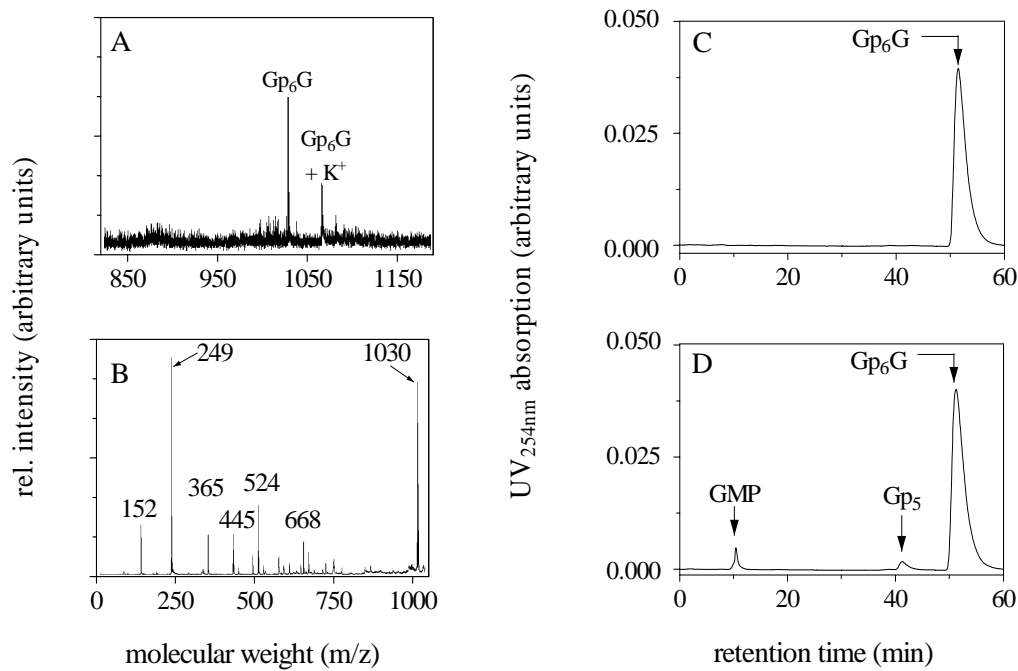 A
Gp₆G
Gp₆G
+ K⁺
850 950 1050 1150
B
249
1030
152
365
445
524
668
0 250 500 750 1000
rel. intensity (arbitrary units)
molecular weight (m/z)
C
Gp₆G
0.050
0.025
0.000
0 20 40 60
D
Gp₆G
GMP
Gp₅
0.050
0.025
0.000
0 20 40 60
UV₂₅₄ₙₘ absorption (arbitrary units)
retention time (min)